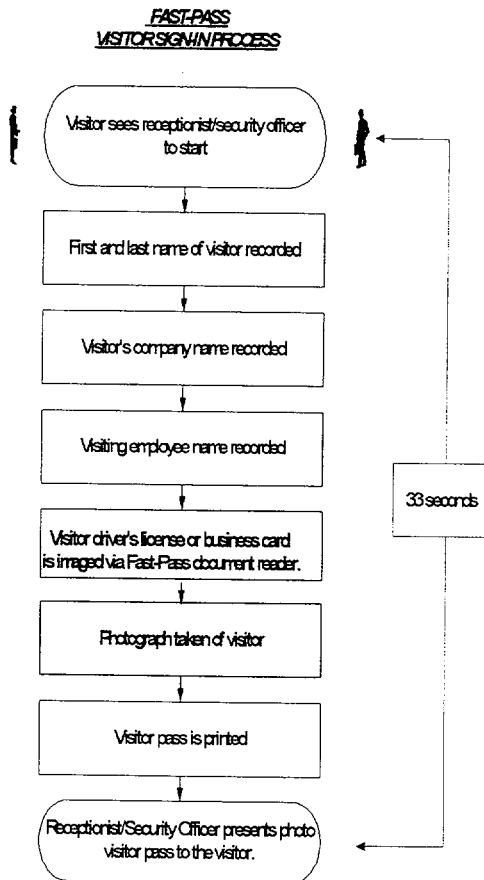 FAST-PASS
VISITOR SIGN-IN PROCESS
Visitor sees receptionist/security officer
to start
First and last name of visitor recorded
Visitor's company name recorded
Visiting employee name recorded
33 seconds
Visitor driver's license or business card
is imaged via Fast-Pass document reader.
Photograph taken of visitor
Visitor pass is printed
Receptionist/Security Officer presents photo
visitor pass to the visitor.